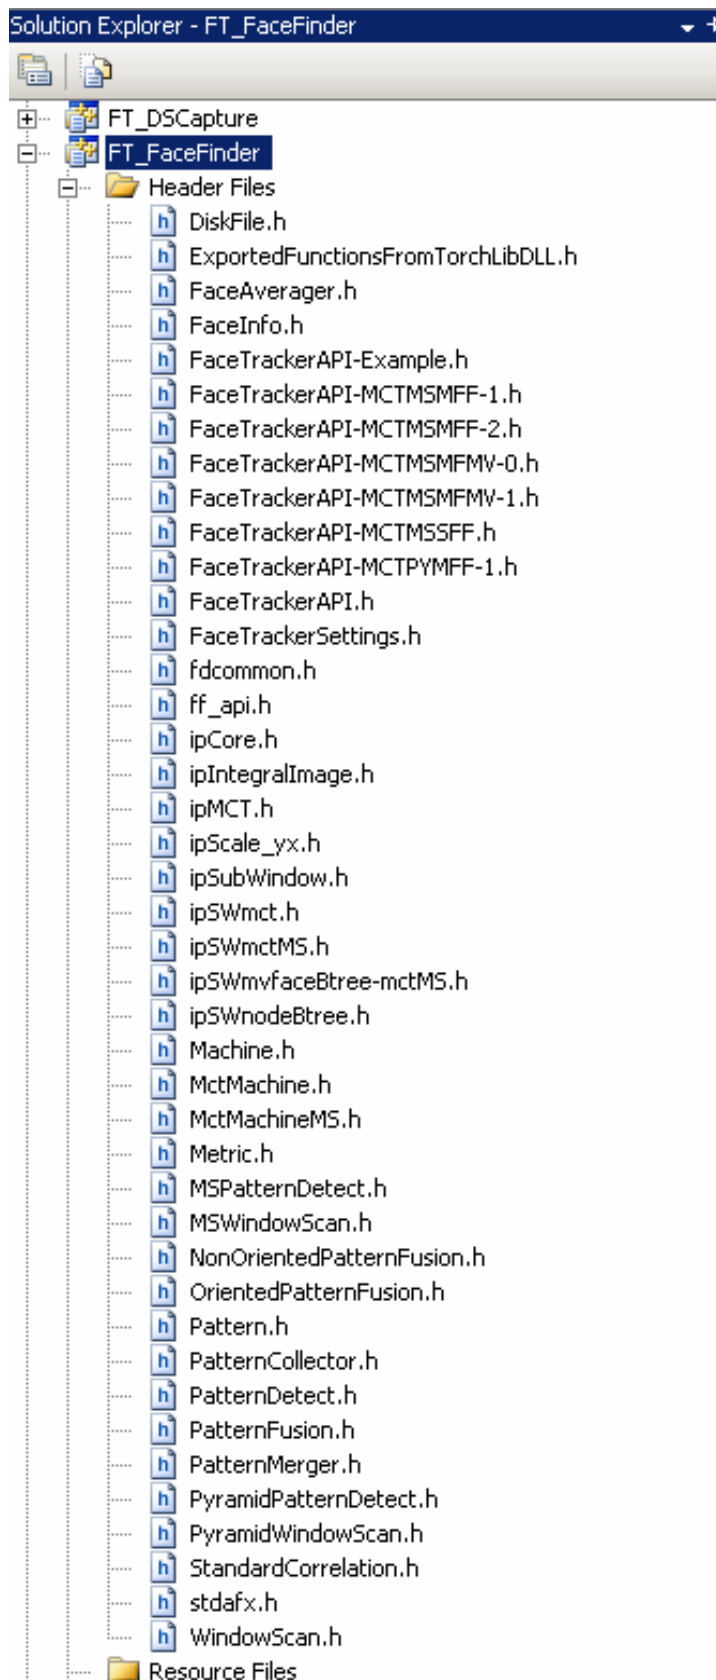 Solution Explorer - FT_FaceFinder
FT_DSCapture
FT_FaceFinder
Header Files
DiskFile.h
ExportedFunctionsFromTorchLibDLL.h
FaceAverager.h
FaceInfo.h
FaceTrackerAPI-Example.h
FaceTrackerAPI-MCTMSMFF-1.h
FaceTrackerAPI-MCTMSMFF-2.h
FaceTrackerAPI-MCTMSMFMV-0.h
FaceTrackerAPI-MCTMSMFMV-1.h
FaceTrackerAPI-MCTMSSFF.h
FaceTrackerAPI-MCTPYMFF-1.h
FaceTrackerAPI.h
FaceTrackerSettings.h
fdcommon.h
ff_api.h
ipCore.h
ipIntegralImage.h
ipMCT.h
ipScale_yx.h
ipSubWindow.h
ipSWmct.h
ipSWmctMS.h
ipSWmvfaceBtree-mctMS.h
ipSWnodeBtree.h
Machine.h
MctMachine.h
MctMachineMS.h
Metric.h
MSPatternDetect.h
MSWindowScan.h
NonOrientedPatternFusion.h
OrientedPatternFusion.h
Pattern.h
PatternCollector.h
PatternDetect.h
PatternFusion.h
PatternMerger.h
PyramidPatternDetect.h
PyramidWindowScan.h
StandardCorrelation.h
stdafx.h
WindowScan.h
Resource Files